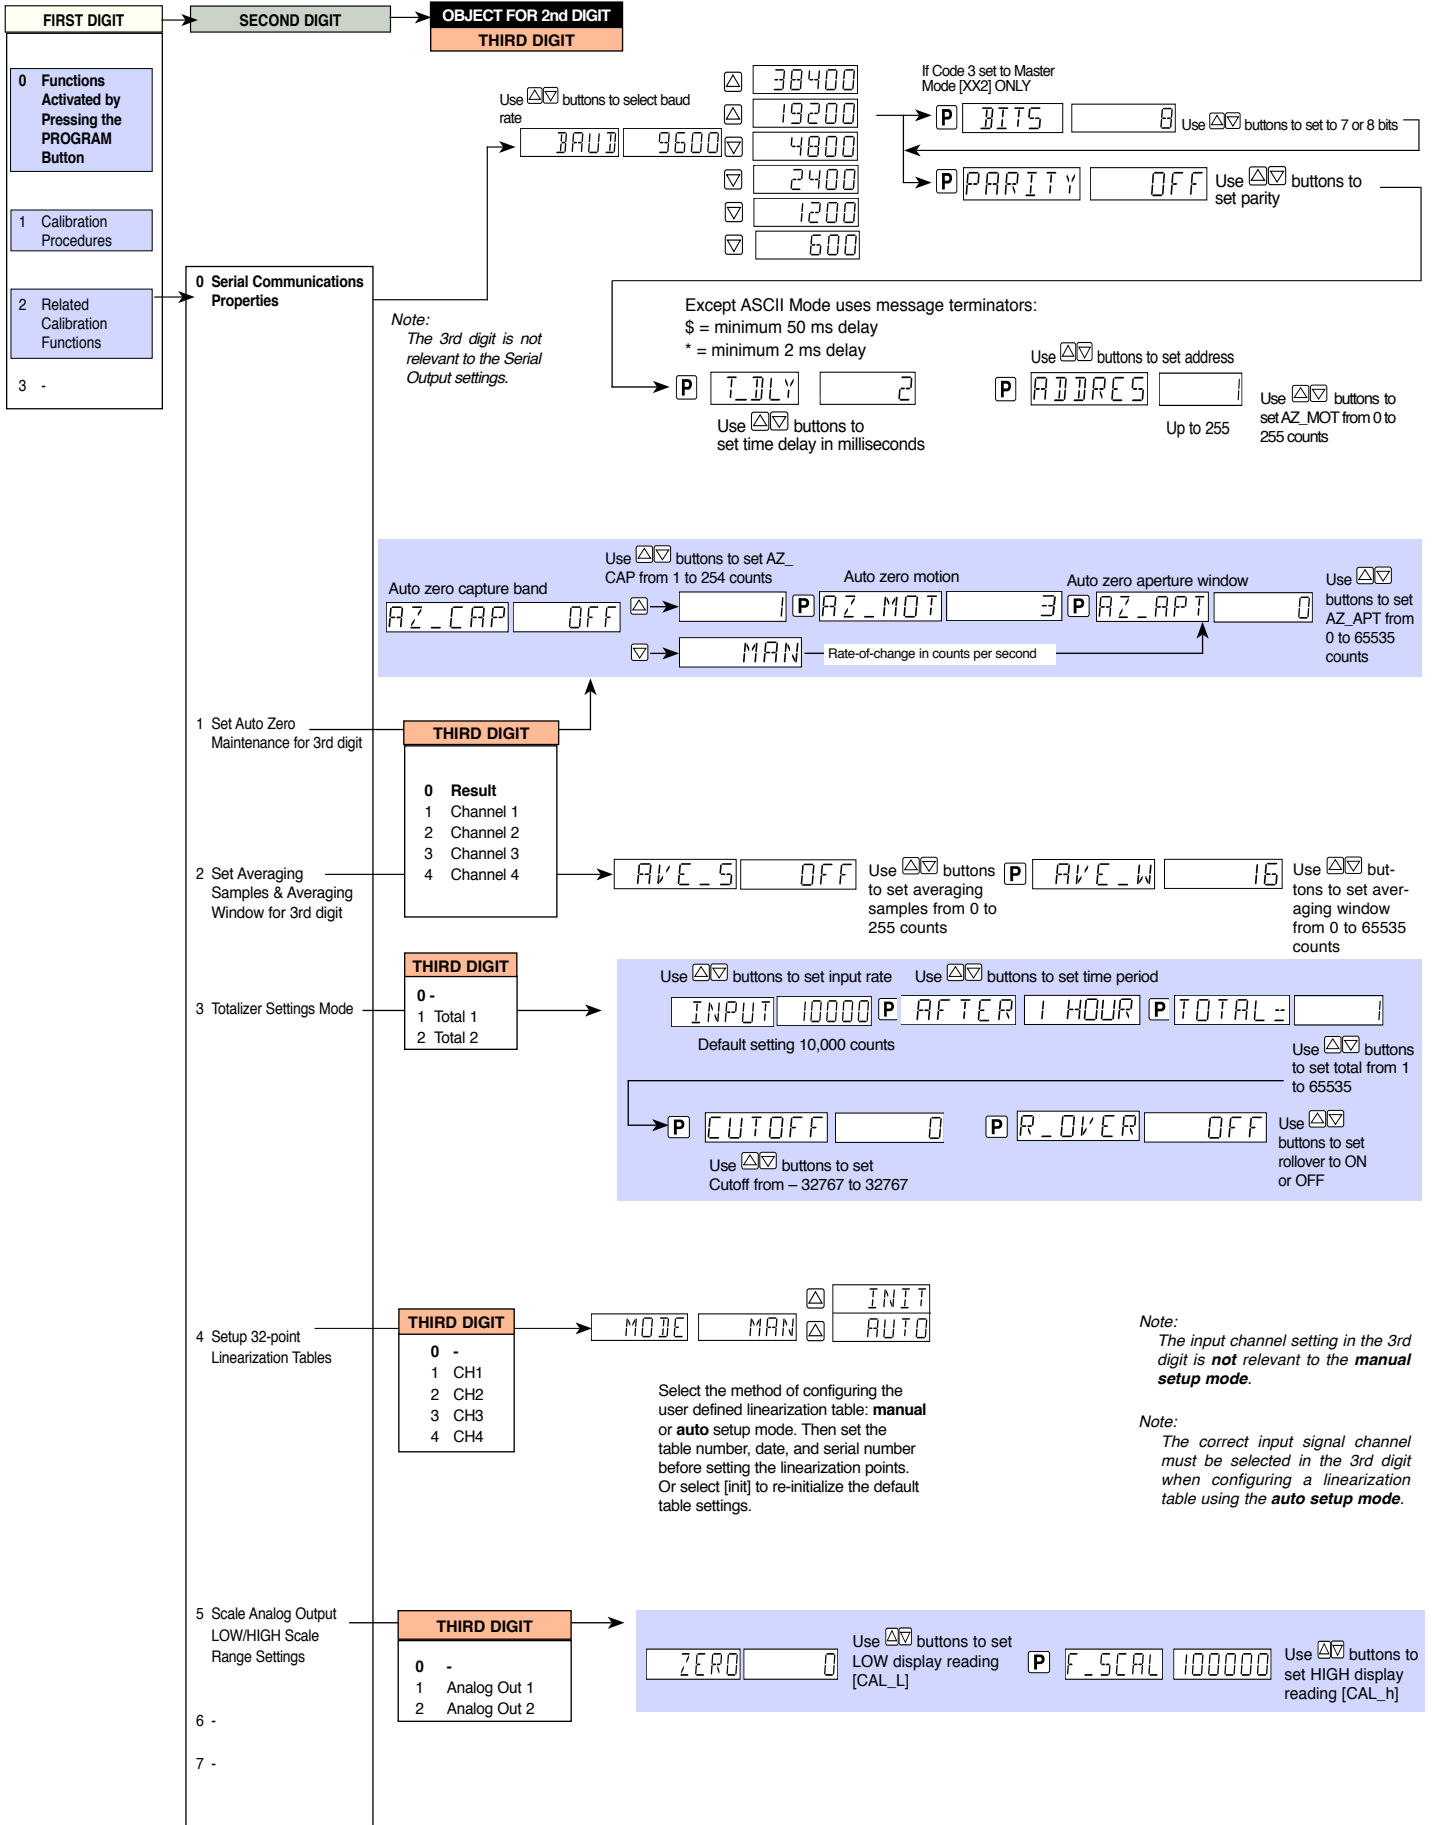 FIRST DIGIT
SECOND DIGIT
OBJECT FOR 2nd DIGIT
THIRD DIGIT
0 Functions
Activated by
Pressing the
PROGRAM
Button
1 Calibration
Procedures
2 Related
Calibration
Functions
3 -
0 Serial Communications
Properties
Note:
The 3rd digit is not
relevant to the Serial
Output settings.
Use buttons to select baud
rate
BAUD 9600
38400
19200
4800
2400
1200
600
If Code 3 set to Master
Mode [XX2] ONLY
P BITS 8 Use buttons to set to 7 or 8 bits
P PARITY OFF Use buttons to
set parity
Except ASCII Mode uses message terminators:
$ = minimum 50 ms delay
* = minimum 2 ms delay
P T_DLY 2
Use buttons to
set time delay in milliseconds
Use buttons to set address
P ADDRES 1
Up to 255
Use buttons to
set AZ_MOT from 0 to
255 counts
Auto zero capture band
AZ_CAP OFF
Use buttons to set AZ_
CAP from 1 to 254 counts
1
MAN
Rate-of-change in counts per second
Auto zero motion
P AZ_MOT 3
Auto zero aperture window
P AZ_APT 0
Use
buttons to set
AZ_APT from
0 to 65535
counts
1 Set Auto Zero
Maintenance for 3rd digit
THIRD DIGIT
0 Result
1 Channel 1
2 Channel 2
3 Channel 3
4 Channel 4
2 Set Averaging
Samples & Averaging
Window for 3rd digit
AVE_S OFF
Use buttons
to set averaging
samples from 0 to
255 counts
P AVE_W 16
Use but-
tons to set aver-
aging window
from 0 to 65535
counts
3 Totalizer Settings Mode
THIRD DIGIT
0 -
1 Total 1
2 Total 2
Use buttons to set input rate
INPUT 10000
Default setting 10,000 counts
Use buttons to set time period
P AFTER 1 HOUR
P TOTAL= 1
Use buttons
to set total from 1
to 65535
P CUTOFF 0
Use buttons to set
Cutoff from – 32767 to 32767
P R_OVER OFF
Use
buttons to set
rollover to ON
or OFF
4 Setup 32-point
Linearization Tables
THIRD DIGIT
0 -
1 CH1
2 CH2
3 CH3
4 CH4
MODE MAN
INIT
AUTO
Select the method of configuring the
user defined linearization table: manual
or auto setup mode. Then set the
table number, date, and serial number
before setting the linearization points.
Or select [init] to re-initialize the default
table settings.
Note:
The input channel setting in the 3rd
digit is not relevant to the manual
setup mode.
Note:
The correct input signal channel
must be selected in the 3rd digit
when configuring a linearization
table using the auto setup mode.
5 Scale Analog Output
LOW/HIGH Scale
Range Settings
THIRD DIGIT
0 -
1 Analog Out 1
2 Analog Out 2
ZERO 0
Use buttons to set
LOW display reading
[CAL_L]
P F_SCAL 100000
Use buttons to
set HIGH display
reading [CAL_h]
6 -
7 -